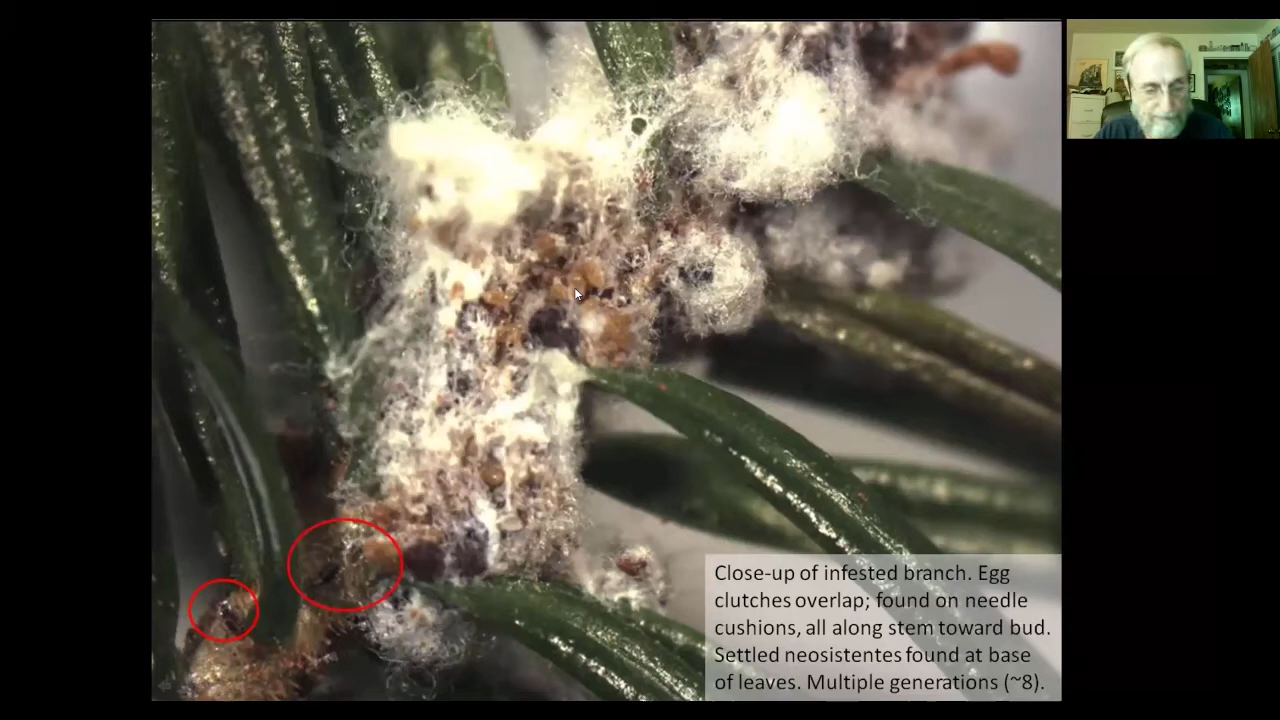 Close-up of infested branch. Egg
clutches overlap; found on needle
cushions, all along stem toward bud.
Settled neosistentes found at base
of leaves. Multiple generations (~8).